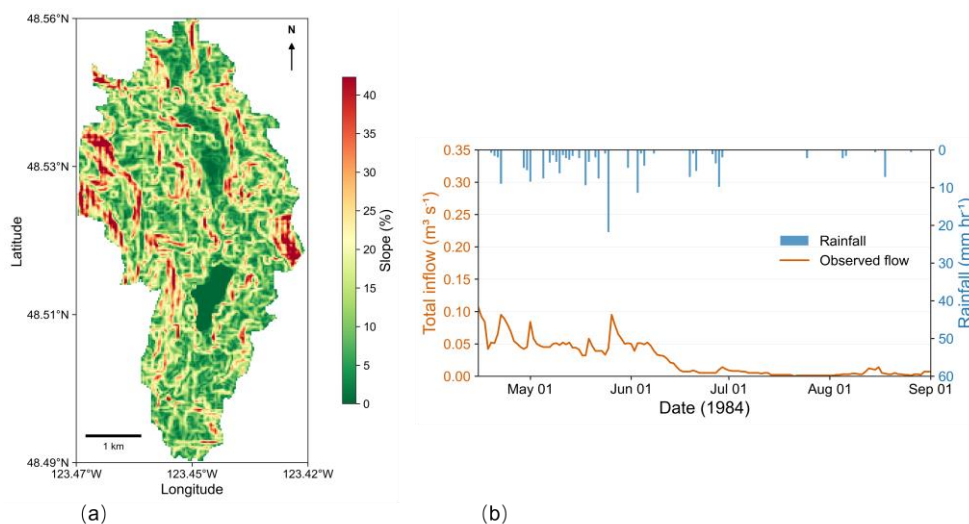 48.56°N
48.53°N
48.51°N
48.49°N
Latitude
N
1 km
123.47°W
123.45°W
123.42°W
Longitude
40
35
30
25
20
15
10
5
0
Slope (%)
(a)
0.35
0.30
0.25
0.20
0.15
0.10
0.05
0.00
Total inflow (m³ s⁻¹)
Rainfall
Observed flow
0
10
20
30
40
50
60
Rainfall (mm hr⁻¹)
May 01
Jun 01
Jul 01
Aug 01
Sep 01
Date (1984)
(b)